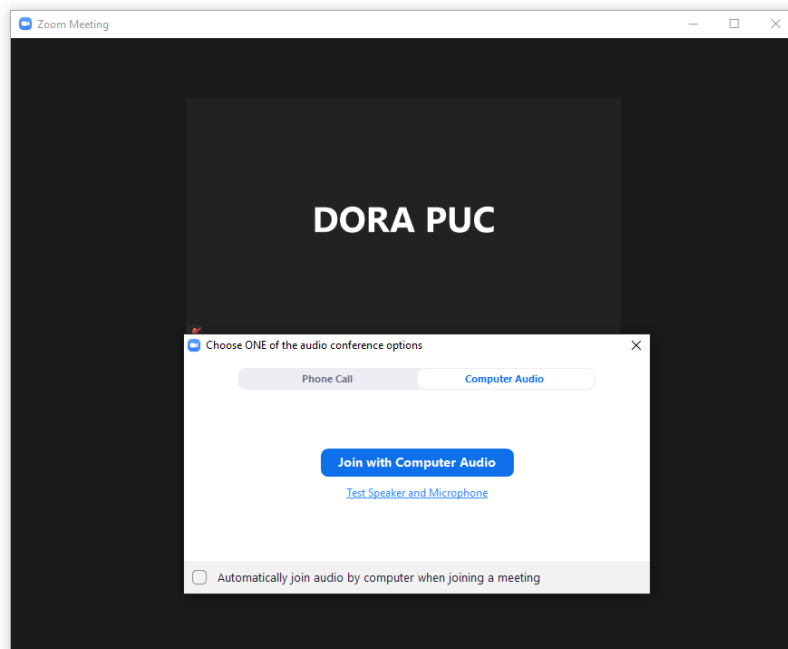 Zoom Meeting
DORA PUC
Choose ONE of the audio conference options
Phone Call
Computer Audio
Join with Computer Audio
Test Speaker and Microphone
Automatically join audio by computer when joining a meeting